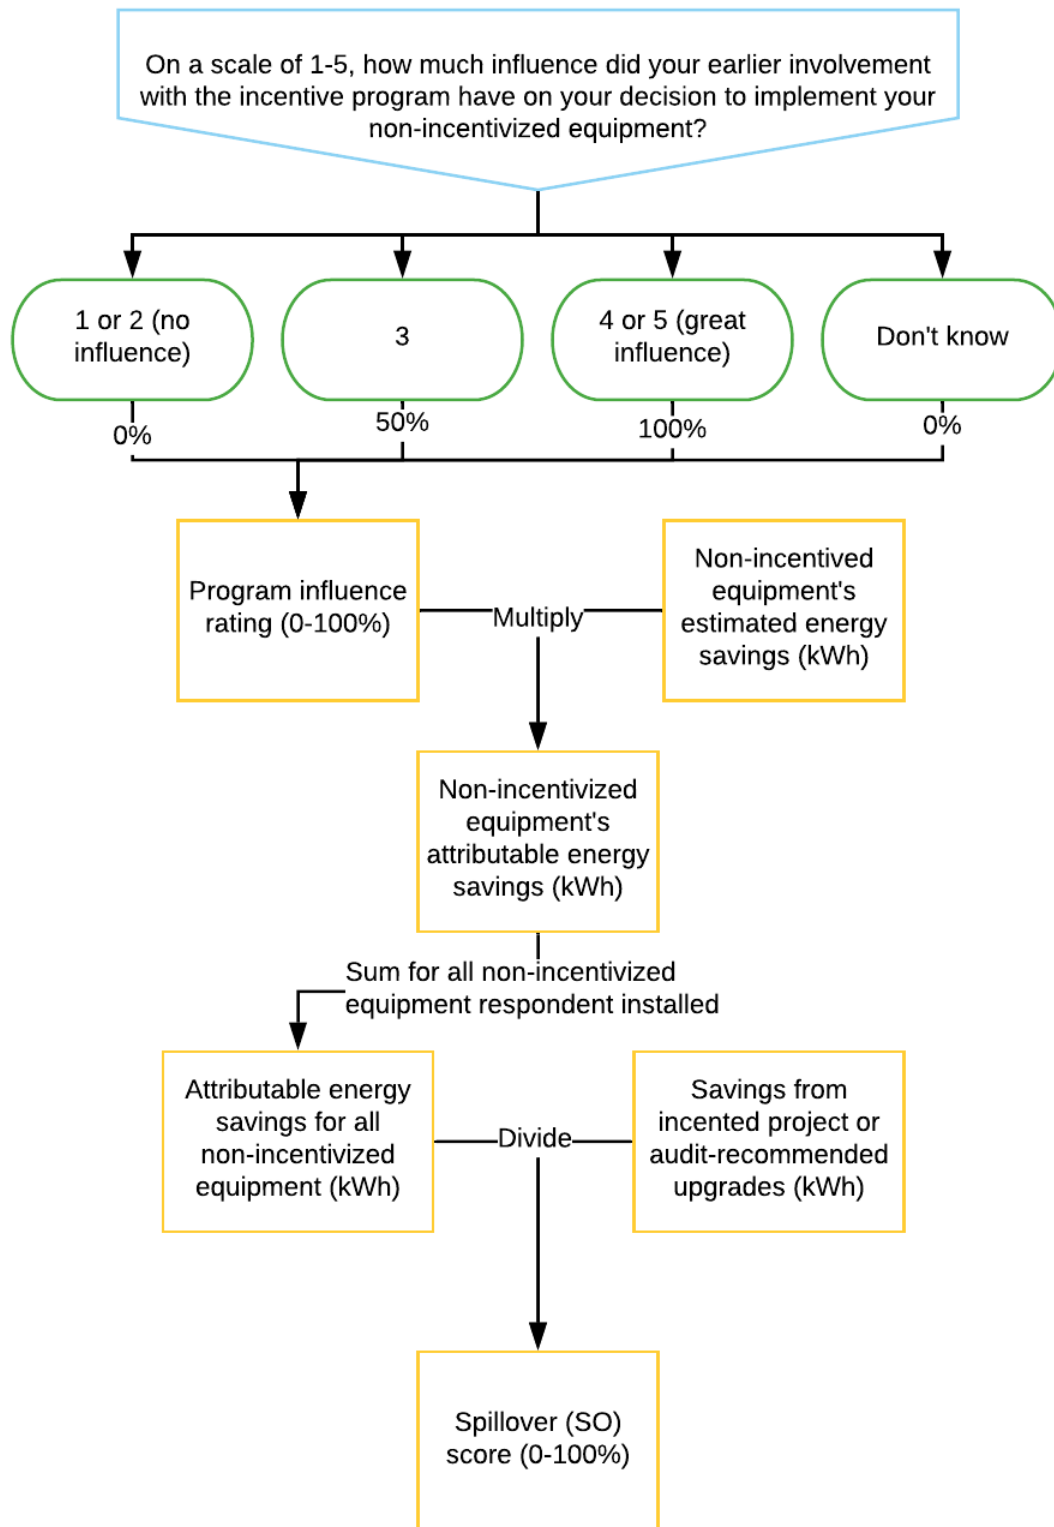 On a scale of 1-5, how much influence did your earlier involvement
with the incentive program have on your decision to implement your
non-incentivized equipment?
1 or 2 (no
influence)
3
4 or 5 (great
influence)
Don't know
0%
50%
100%
0%
Program influence
rating (0-100%)
Multiply
Non-incentived
equipment's
estimated energy
savings (kWh)
Non-incentivized
equipment's
attributable energy
savings (kWh)
Sum for all non-incentivized
equipment respondent installed
Attributable energy
savings for all
non-incentivized
equipment (kWh)
Divide
Savings from
incented project or
audit-recommended
upgrades (kWh)
Spillover (SO)
score (0-100%)